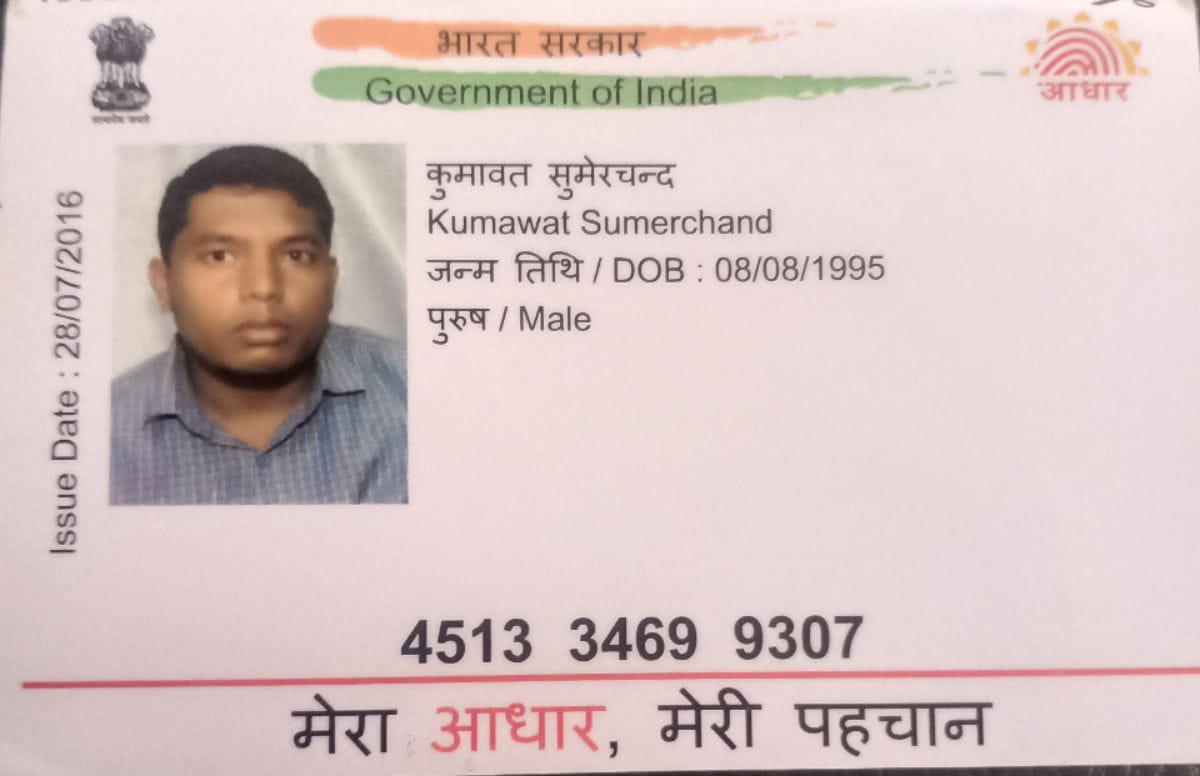 भारत सरकार
Government of India
आधार
कुमावत सुमेरचन्द
Kumawat Sumerchand
जन्म तिथि / DOB : 08/08/1995
पुरुष / Male
Issue Date : 28/07/2016
4513 3469 9307
मेरा आधार, मेरी पहचान